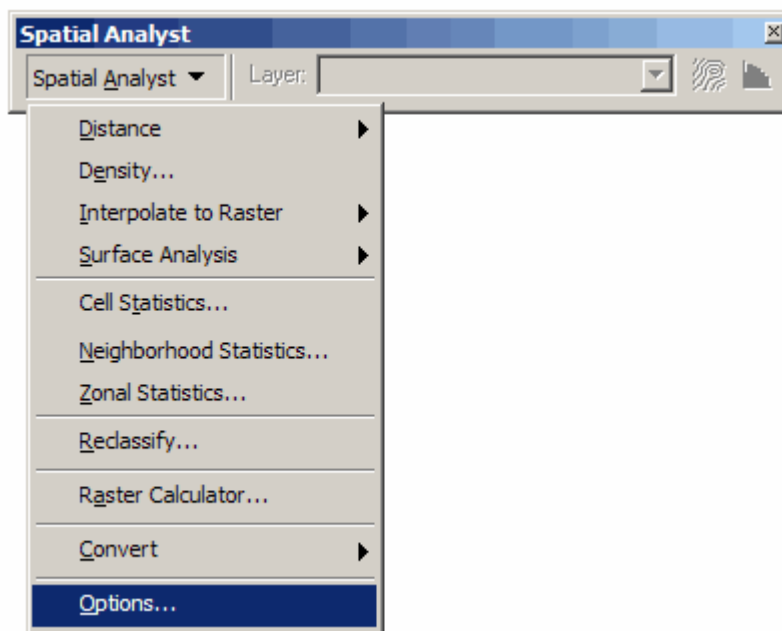 Spatial Analyst
Spatial Analyst Layer:
Distance
Density...
Interpolate to Raster
Surface Analysis
Cell Statistics...
Neighborhood Statistics...
Zonal Statistics...
Reclassify...
Raster Calculator...
Convert
Options...